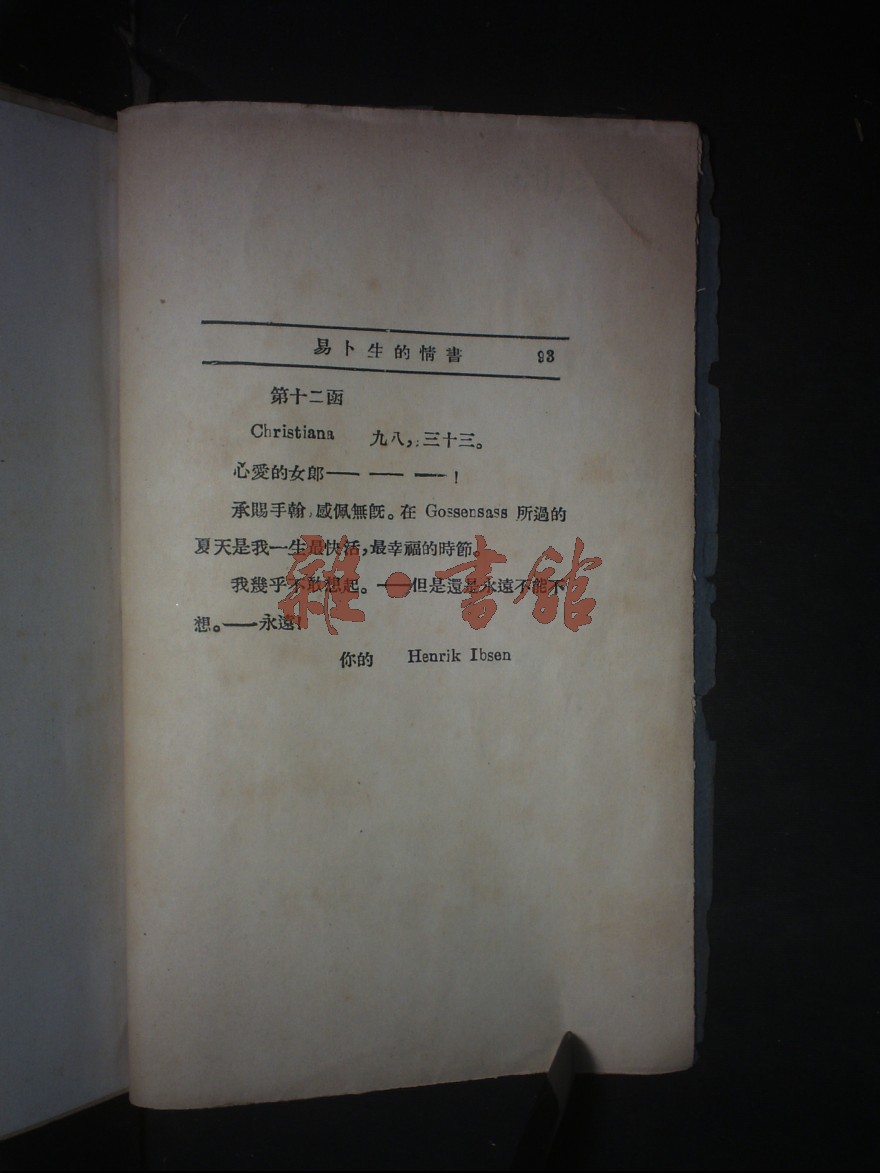 易卜生的情書 93
第十二函
Christiana 九八，三十三。
心愛的女郎—— —— ——！
承賜手翰，感佩無旣。在 Gossensass 所過的
夏天是我一生最快活，最幸福的時節。
我幾乎不敢想起。——但是還是永遠不能不
想。——永遠！
你的 Henrik Ibsen
雜·書館